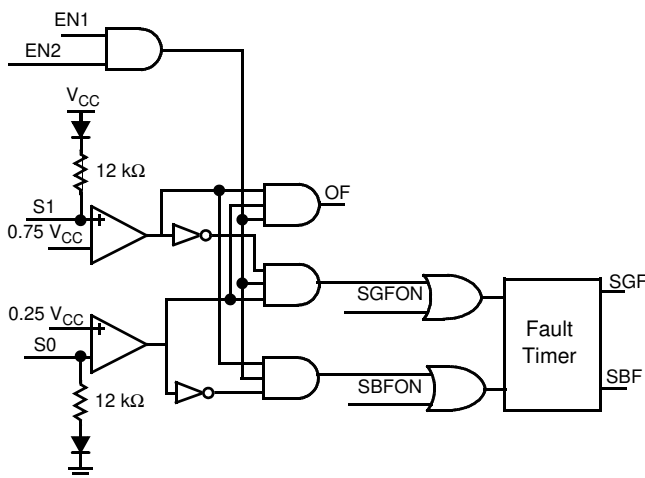 EN1
EN2
VCC
12 kΩ
S1
+
0.75 VCC
OF
0.25 VCC
+
S0
12 kΩ
SGFON
SBFON
Fault
Timer
SGF
SBF